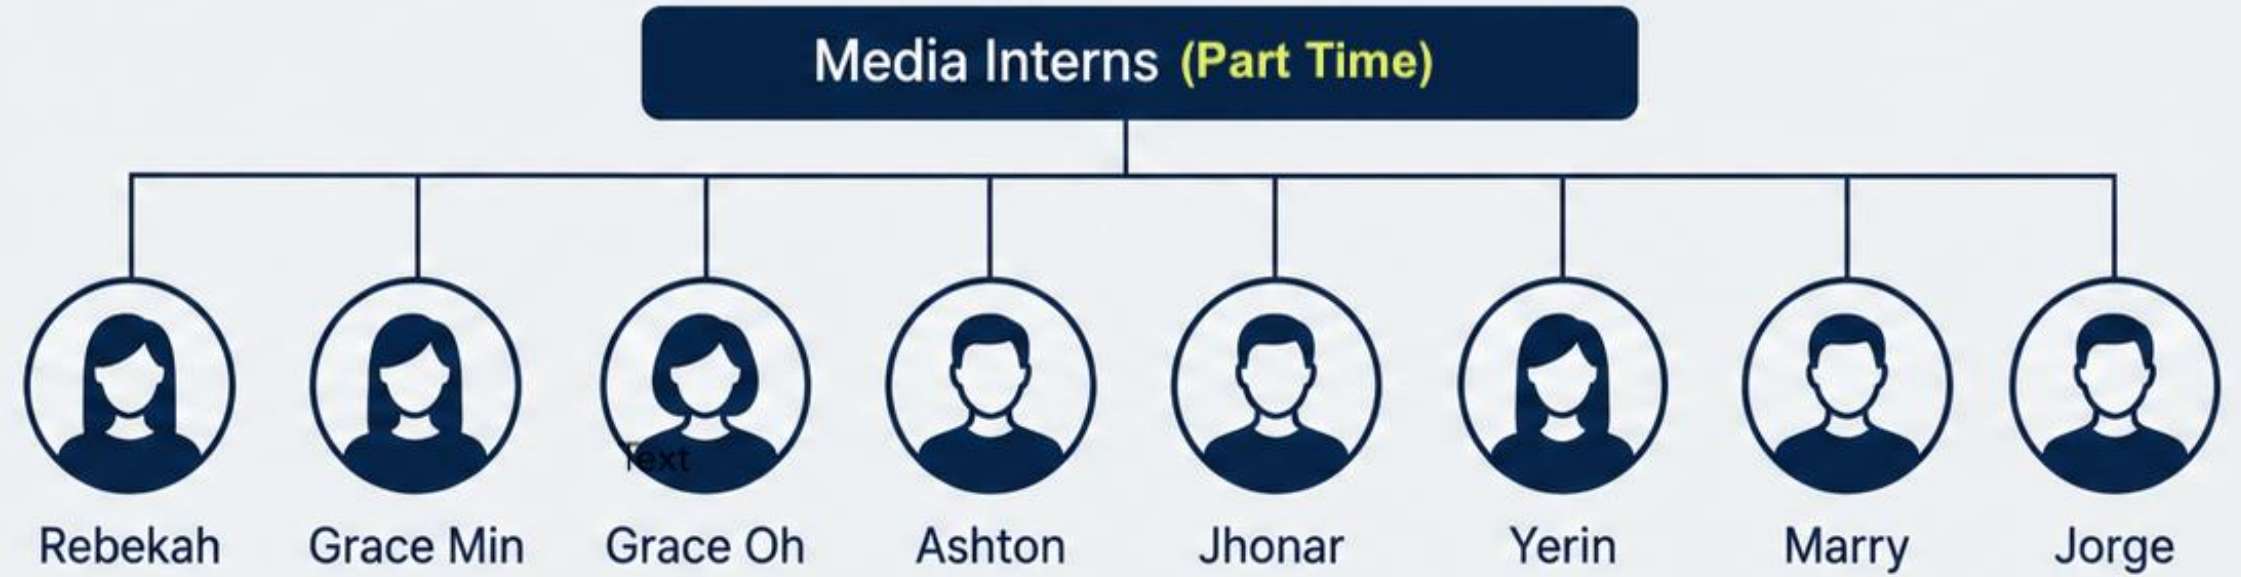 Media Interns (Part Time)
Text
Rebekah Grace Min Grace Oh Ashton Jhonar Yerin Marry Jorge